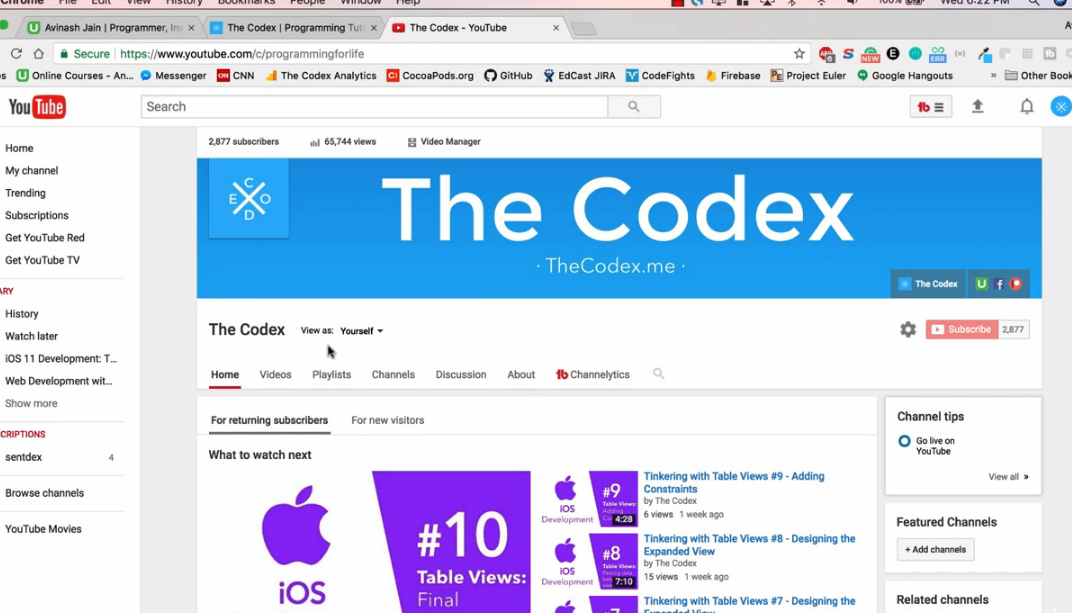 Chrome File Edit View History Bookmarks People Window Help 100% Wed 6:22 PM
Avinash Jain | Programmer, Ins × The Codex | Programming Tut × The Codex - YouTube ×
Secure | https://www.youtube.com/c/programmingforlife
Online Courses - An... Messenger CNN The Codex Analytics CocoaPods.org GitHub EdCast JIRA CodeFights Firebase Project Euler Google Hangouts » Other Book
YouTube Search
2,877 subscribers 65,744 views Video Manager
Home
My channel
Trending
Subscriptions
Get YouTube Red
Get YouTube TV
ARY
History
Watch later
iOS 11 Development: T...
Web Development wit...
Show more
CRIPTIONS
sentdex 4
Browse channels
YouTube Movies
CODE
The Codex
· TheCodex.me ·
The Codex
The Codex View as: Yourself
Subscribe 2,877
Home Videos Playlists Channels Discussion About Channelytics
For returning subscribers For new visitors
What to watch next
iOS
#10
Table Views:
Final
iOS
Development
#9
Table Views:
4:28
Tinkering with Table Views #9 - Adding
Constraints
by The Codex
6 views 1 week ago
iOS
Development
#8
Table Views:
7:10
Tinkering with Table Views #8 - Designing the
Expanded View
by The Codex
15 views 1 week ago
Tinkering with Table Views #7 - Designing the
Expanded View
Channel tips
Go live on
YouTube
View all »
Featured Channels
+ Add channels
Related channels